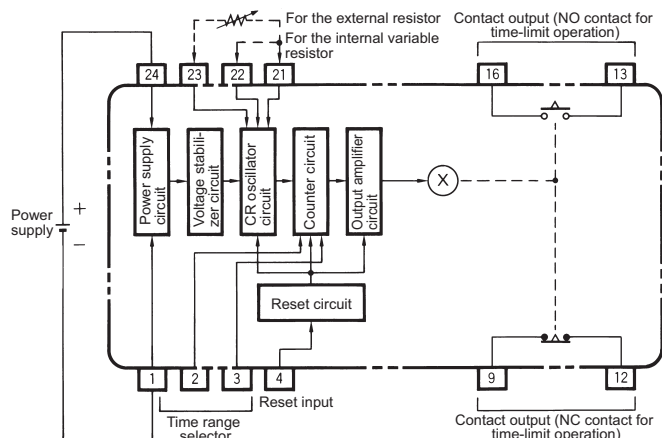 For the external resistor
For the internal variable
resistor
Contact output (NO contact for
time-limit operation)
24
23
22
21
16
13
Power supply
circuit
Voltage stabili-
zer circuit
CR oscillator
circuit
Counter circuit
Output amplifier
circuit
X
Power
supply
+
−
Reset circuit
1
2
3
4
9
12
Reset input
Time range
selector
Contact output (NC contact for
time-limit operation)